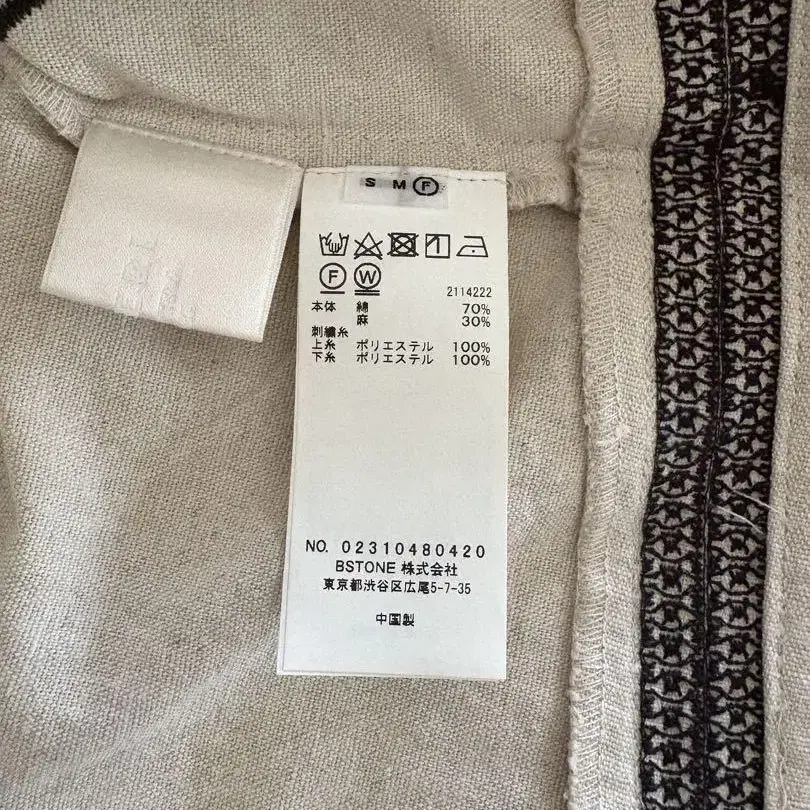 S M F
F W
2114222
本体 綿 70%
麻 30%
刺繍糸
上糸 ポリエステル 100%
下糸 ポリエステル 100%
NO. 02310480420
BSTONE 株式会社
東京都渋谷区広尾5-7-35
中国製